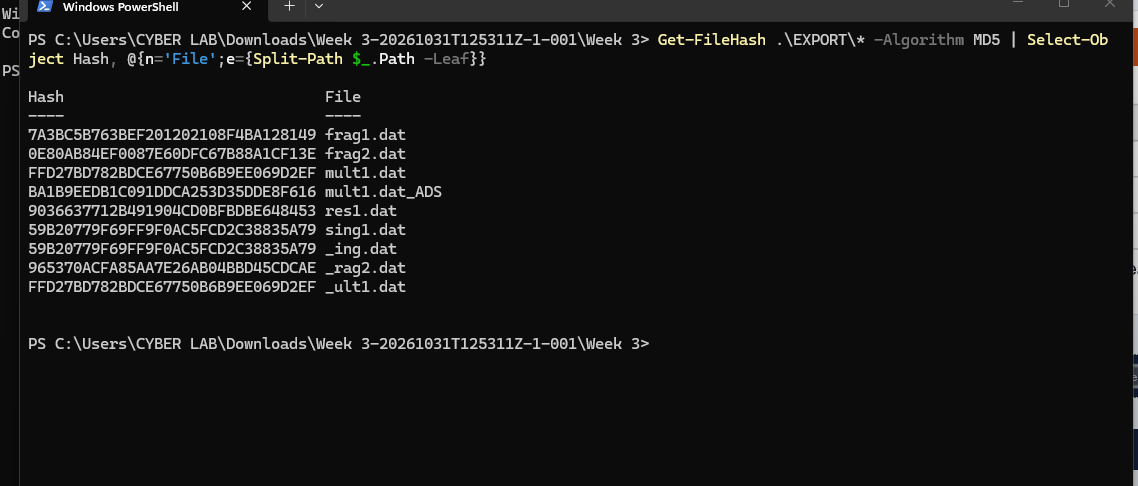 Windows PowerShell
Wi
Co
PS
PS C:\Users\CYBER LAB\Downloads\Week 3-20261031T125311Z-1-001\Week 3> Get-FileHash .\EXPORT\* -Algorithm MD5 | Select-Ob
ject Hash, @{n='File';e={Split-Path $_.Path -Leaf}}
Hash File
---- ----
7A3BC5B763BEF201202108F4BA128149 frag1.dat
0E80AB84EF0087E60DFC67B88A1CF13E frag2.dat
FFD27BD782BDCE67750B6B9EE069D2EF mult1.dat
BA1B9EEDB1C091DDCA253D35DDE8F616 mult1.dat_ADS
9036637712B491904CD0BFBDBE648453 res1.dat
59B20779F69FF9F0AC5FCD2C38835A79 sing1.dat
59B20779F69FF9F0AC5FCD2C38835A79 _ing.dat
965370ACFA85AA7E26AB04BBD45CDCAE _rag2.dat
FFD27BD782BDCE67750B6B9EE069D2EF _ult1.dat
PS C:\Users\CYBER LAB\Downloads\Week 3-20261031T125311Z-1-001\Week 3>